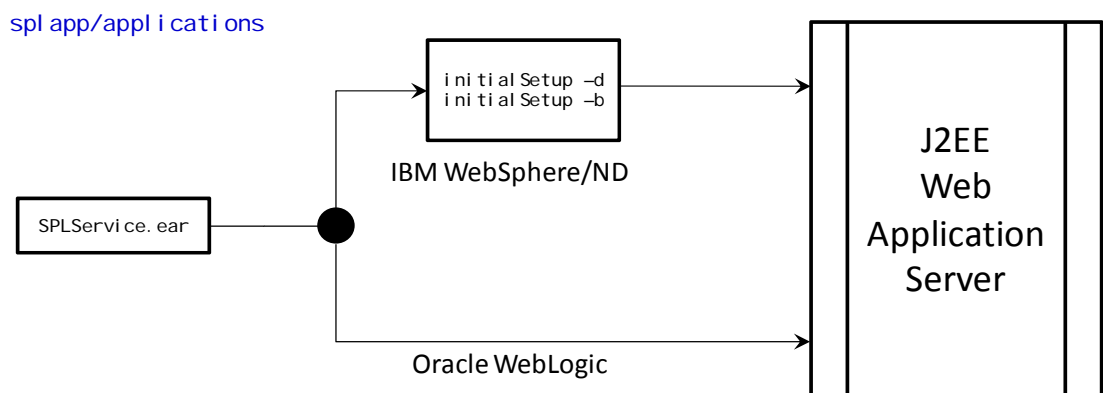 splapp/applications
initialSetup –d
initialSetup –b
IBM WebSphere/ND
SPLService.ear
J2EE
Web
Application
Server
Oracle WebLogic